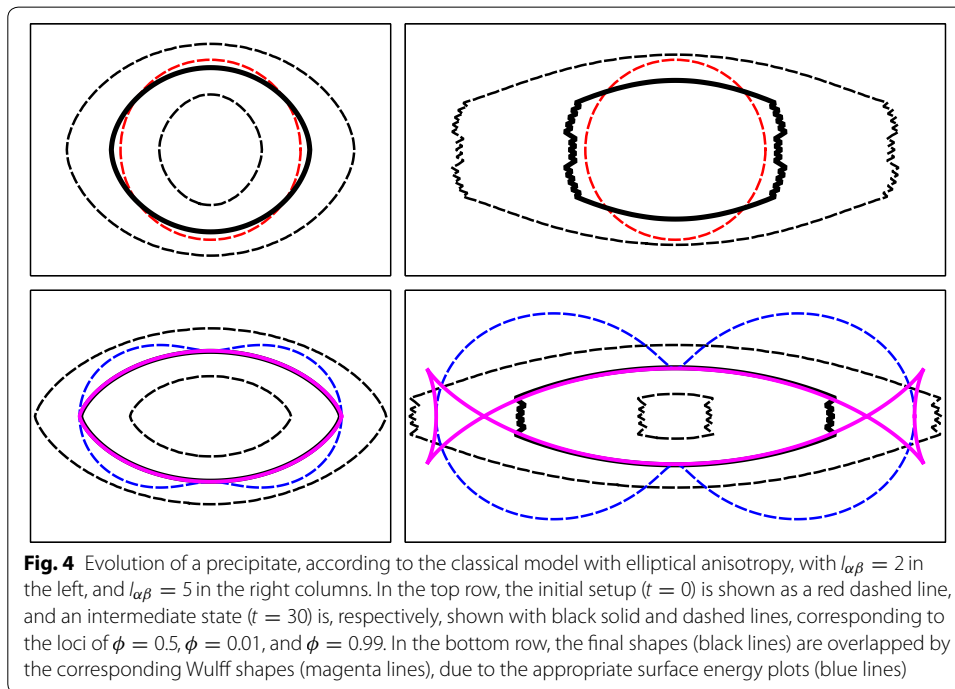 Fig. 4 Evolution of a precipitate, according to the classical model with elliptical anisotropy, with lαβ = 2 in
the left, and lαβ = 5 in the right columns. In the top row, the initial setup (t = 0) is shown as a red dashed line,
and an intermediate state (t = 30) is, respectively, shown with black solid and dashed lines, corresponding to
the loci of ϕ = 0.5, ϕ = 0.01, and ϕ = 0.99. In the bottom row, the final shapes (black lines) are overlapped by
the corresponding Wulff shapes (magenta lines), due to the appropriate surface energy plots (blue lines)